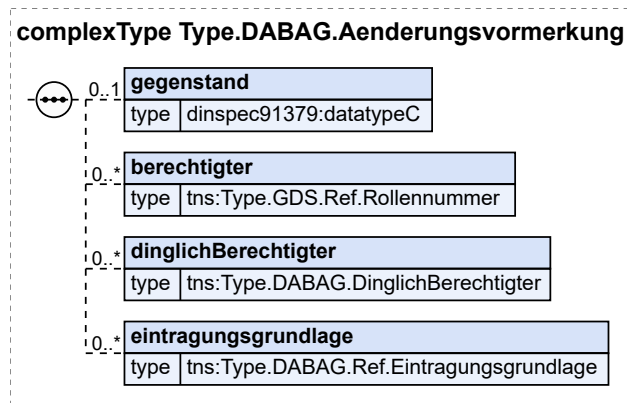 complexType Type.DABAG.Aenderungsvormerkung
0..1 gegenstand
type dinspec91379:datatypeC
0..* berechtigter
type tns:Type.GDS.Ref.Rollennummer
0..* dinglichBerechtigter
type tns:Type.DABAG.DinglichBerechtigter
0..* eintragungsgrundlage
type tns:Type.DABAG.Ref.Eintragungsgrundlage